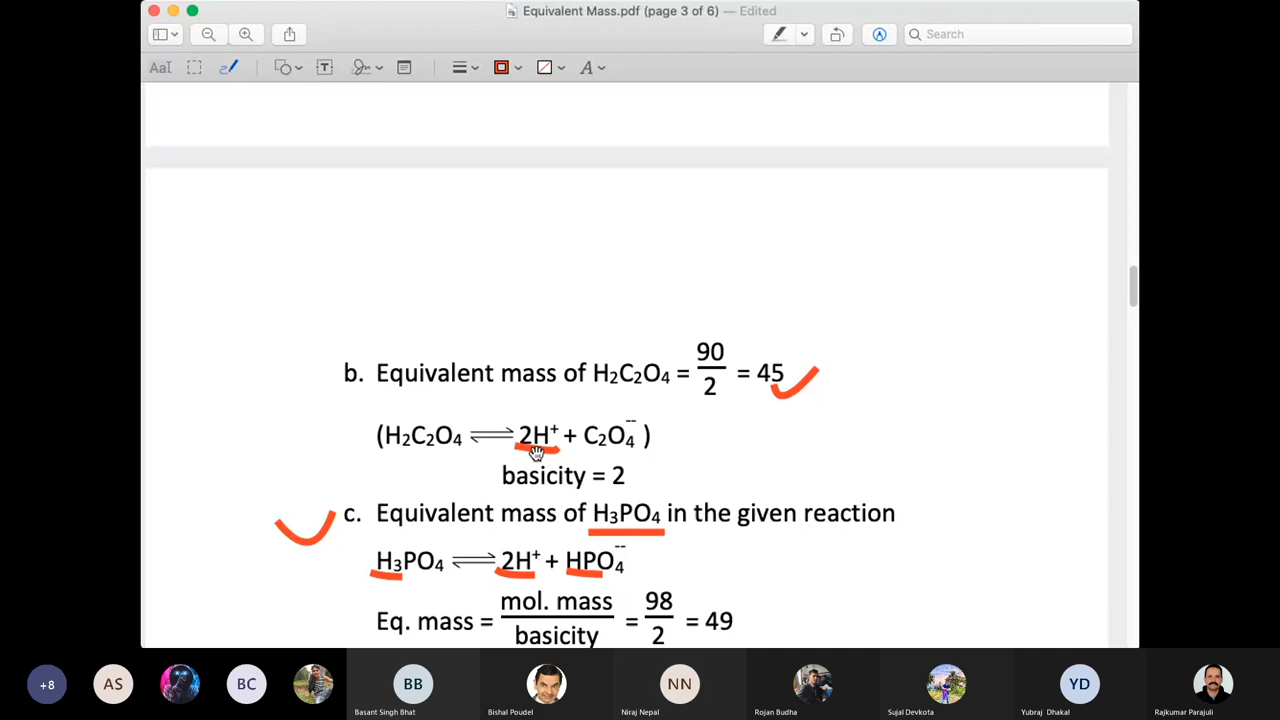 Equivalent Mass.pdf (page 3 of 6) — Edited
Search
AaI
T
A
b. Equivalent mass of H₂C₂O₄ = 90/2 = 45
(H₂C₂O₄ ⇌ 2H⁺ + C₂O₄⁻⁻ )
basicity = 2
c. Equivalent mass of H₃PO₄ in the given reaction
H₃PO₄ ⇌ 2H⁺ + HPO₄⁻⁻
Eq. mass = mol. mass/basicity = 98/2 = 49
+8 AS BC BB NN YD
Basant Singh Bhat Bishal Poudel Niraj Nepal Rojan Budha Sujal Devkota Yubraj Dhakal Rajkumar Parajuli